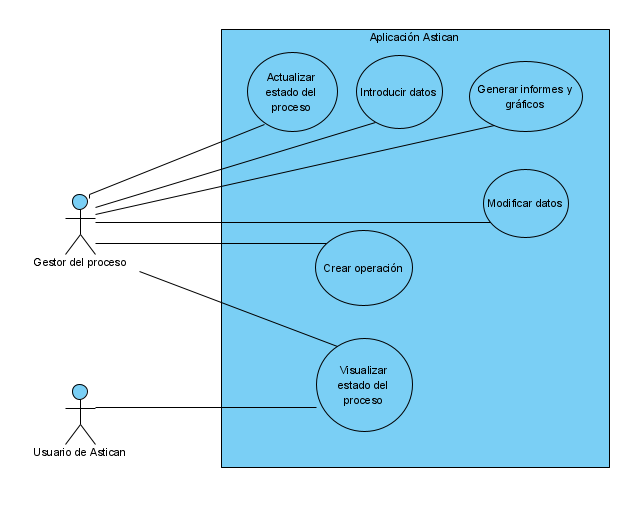 Aplicación Astican
Actualizar
estado del
proceso
Introducir datos
Generar informes y
gráficos
Modificar datos
Gestor del proceso
Crear operación
Visualizar
estado del
proceso
Usuario de Astican